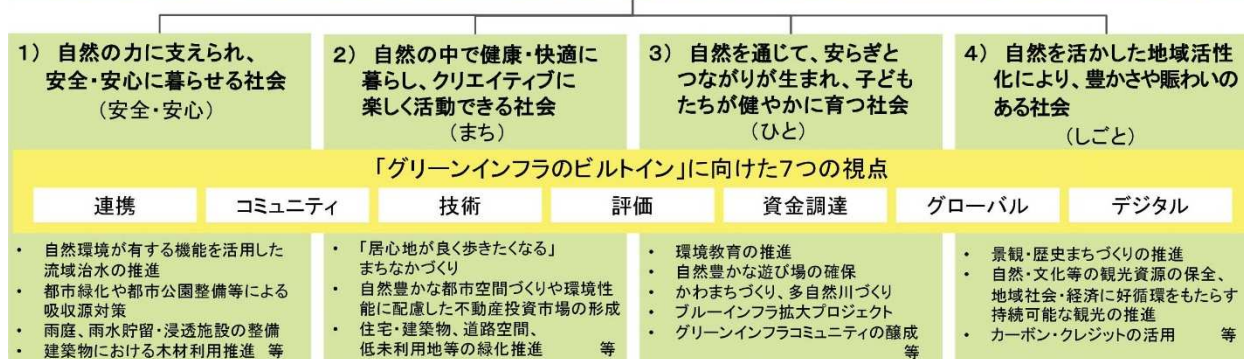 1） 自然の力に支えられ、
安全・安心に暮らせる社会
（安全・安心）
2） 自然の中で健康・快適に
暮らし、クリエイティブに
楽しく活動できる社会
（まち）
3） 自然を通じて、安らぎと
つながりが生まれ、子ども
たちが健やかに育つ社会
（ひと）
4） 自然を活かした地域活性
化により、豊かさや賑わいの
ある社会
（しごと）
「グリーンインフラのビルトイン」に向けた7つの視点
連携
コミュニティ
技術
評価
資金調達
グローバル
デジタル
・ 自然環境が有する機能を活用した
流域治水の推進
・ 都市緑化や都市公園整備等による
吸収源対策
・ 雨庭、雨水貯留・浸透施設の整備
・ 建築物における木材利用推進 等
・ 「居心地が良く歩きたくなる」
まちなかづくり
・ 自然豊かな都市空間づくりや環境性
能に配慮した不動産投資市場の形成
・ 住宅・建築物、道路空間、
低未利用地等の緑化推進 等
・ 環境教育の推進
・ 自然豊かな遊び場の確保
・ かわまちづくり、多自然川づくり
・ ブルーインフラ拡大プロジェクト
・ グリーンインフラコミュニティの醸成
等
・ 景観・歴史まちづくりの推進
・ 自然・文化等の観光資源の保全、
地域社会・経済に好循環をもたらす
持続可能な観光の推進
・ カーボン・クレジットの活用 等